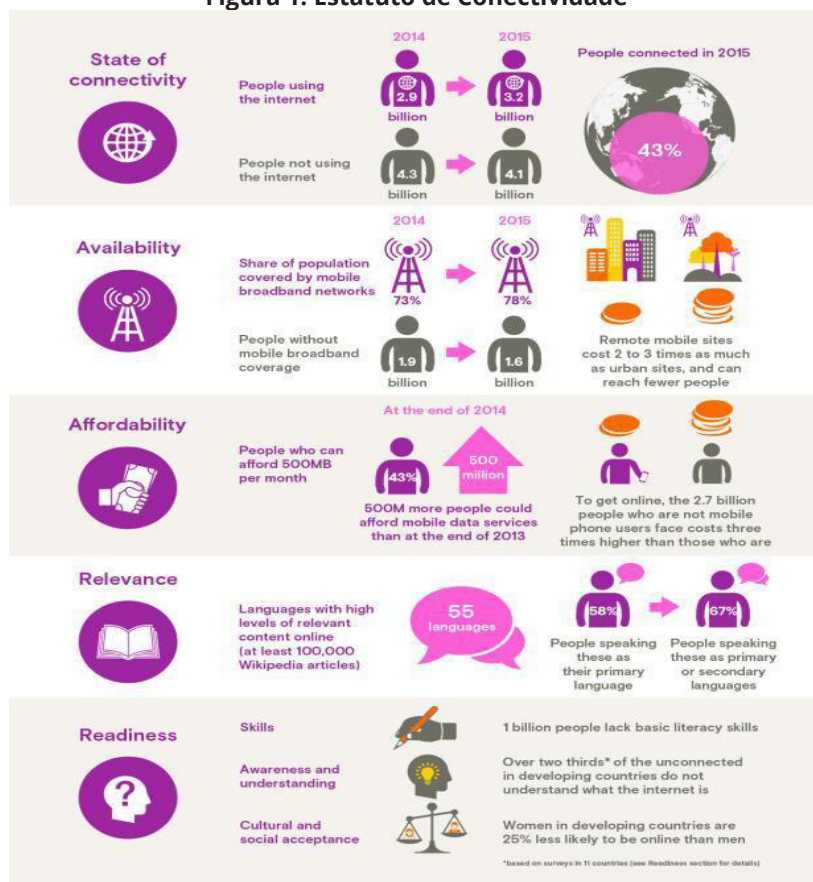 Figura 1. Estatuto de Conectividade
State of
connectivity
People using
the internet
2014
2015
2.9
3.2
billion
billion
People not using
the internet
4.3
4.1
billion
billion
People connected in 2015
43%
Availability
2014
2015
Share of population
covered by mobile
broadband networks
73%
78%
People without
mobile broadband
coverage
1.9
1.6
billion
billion
Remote mobile sites
cost 2 to 3 times as much
as urban sites, and can
reach fewer people
Affordability
People who can
afford 500MB
per month
At the end of 2014
43%
500
million
500M more people could
afford mobile data services
than at the end of 2013
To get online, the 2.7 billion
people who are not mobile
phone users face costs three
times higher than those who are
Relevance
Languages with high
levels of relevant
content online
(at least 100,000
Wikipedia articles)
55
languages
58%
67%
People speaking
these as
their primary
language
People speaking
these as primary
or secondary
languages
Readiness
Skills
1 billion people lack basic literacy skills
Awareness and
understanding
Over two thirds* of the unconnected
in developing countries do not
understand what the internet is
Cultural and
social acceptance
Women in developing countries are
25% less likely to be online than men
*based on surveys in 11 countries (see Readiness section for details)